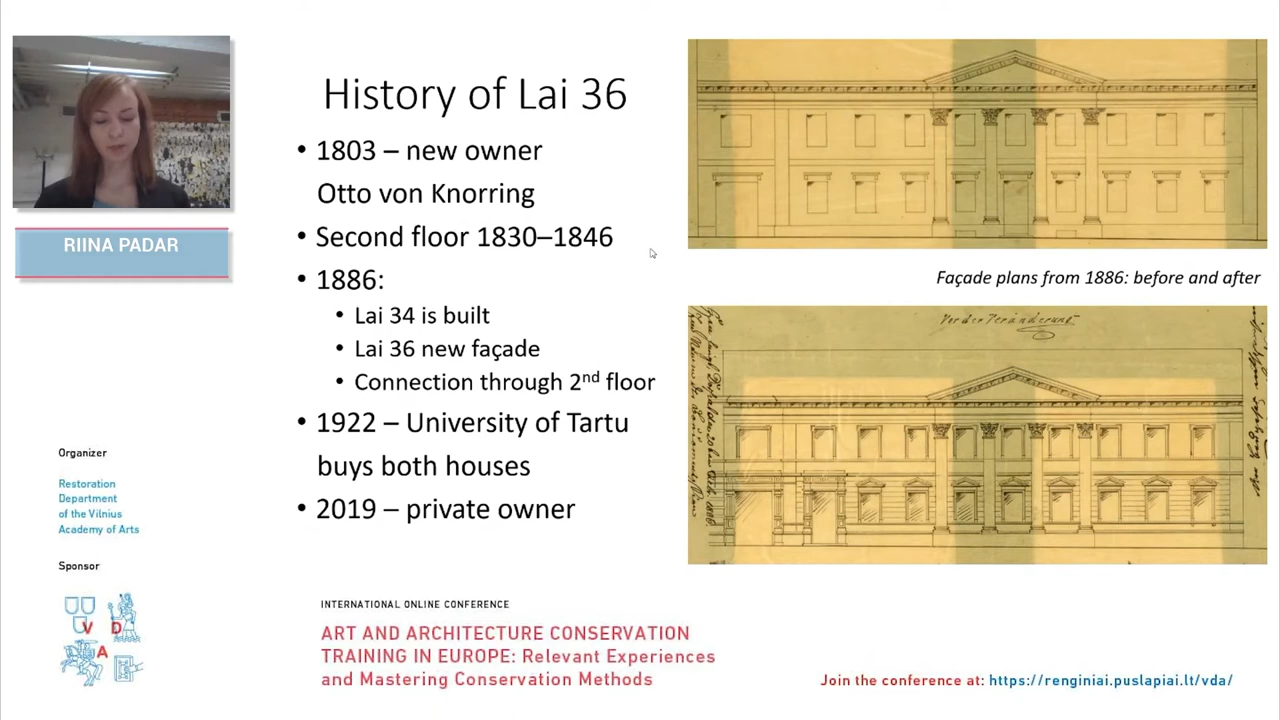 RIINA PADAR
History of Lai 36
• 1803 – new owner
Otto von Knorring
• Second floor 1830–1846
• 1886:
• Lai 34 is built
• Lai 36 new façade
• Connection through 2nd floor
• 1922 – University of Tartu
buys both houses
• 2019 – private owner
Façade plans from 1886: before and after
Vor der Veränderung
Organizer
Restoration
Department
of the Vilnius
Academy of Arts
Sponsor
V D
A
INTERNATIONAL ONLINE CONFERENCE
ART AND ARCHITECTURE CONSERVATION
TRAINING IN EUROPE: Relevant Experiences
and Mastering Conservation Methods
Join the conference at: https://renginiai.puslapiai.lt/vda/